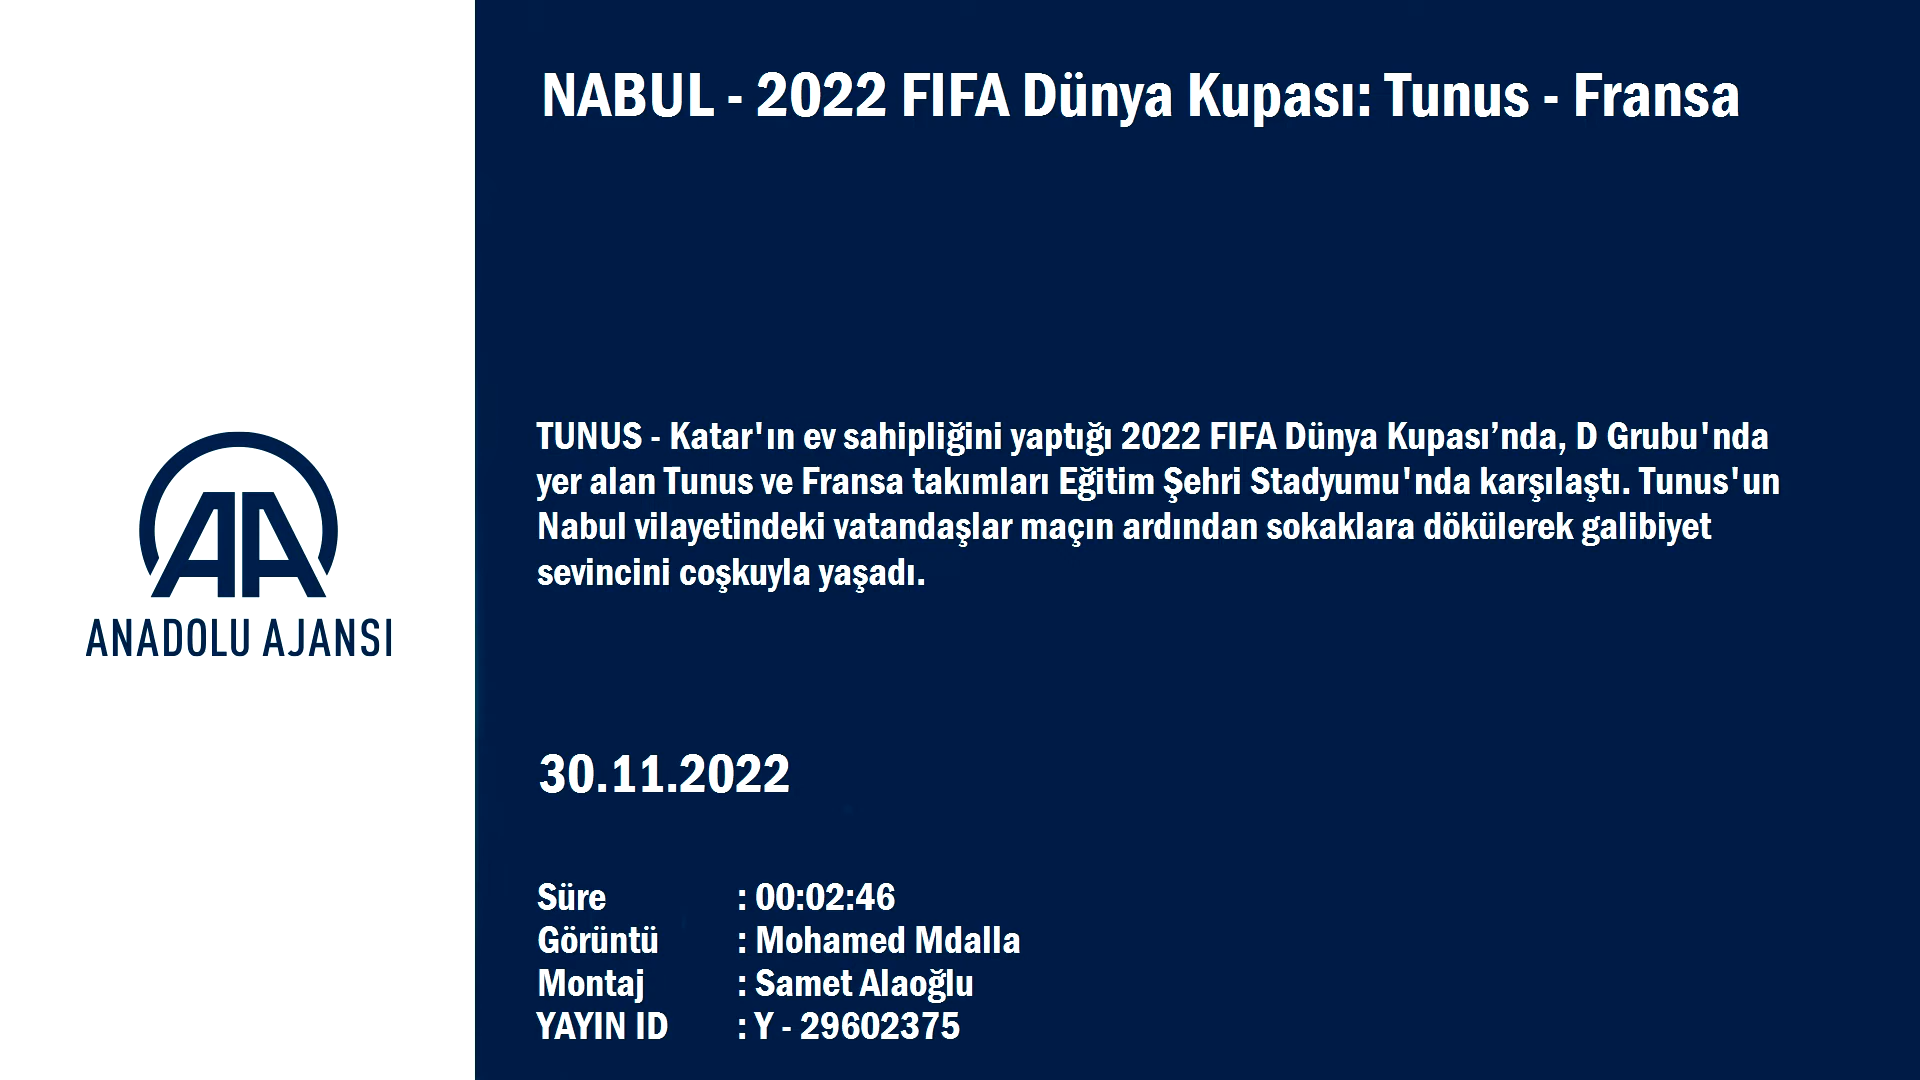 NABUL - 2022 FIFA Dünya Kupası: Tunus - Fransa
TUNUS - Katar'ın ev sahipliğini yaptığı 2022 FIFA Dünya Kupası’nda, D Grubu'nda
yer alan Tunus ve Fransa takımları Eğitim Şehri Stadyumu'nda karşılaştı. Tunus'un
Nabul vilayetindeki vatandaşlar maçın ardından sokaklara dökülerek galibiyet
sevincini coşkuyla yaşadı.
AA
ANADOLU AJANSI
30.11.2022
Süre : 00:02:46
Görüntü : Mohamed Mdalla
Montaj : Samet Alaoğlu
YAYIN ID : Y - 29602375